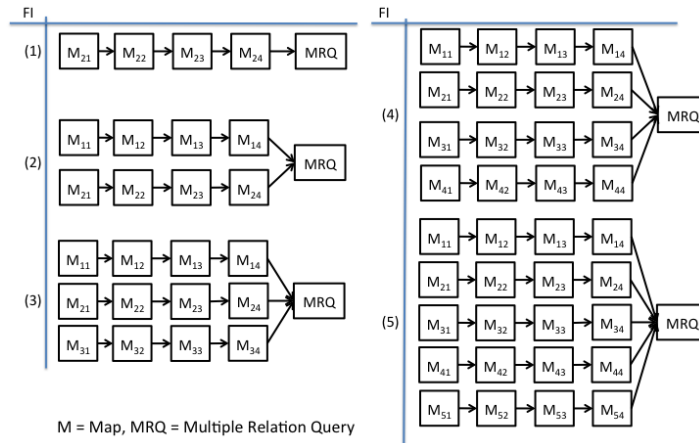 FI
(1) M21 M22 M23 M24 MRQ
M11 M12 M13 M14
(2) MRQ
M21 M22 M23 M24
M11 M12 M13 M14
(3) M21 M22 M23 M24 MRQ
M31 M32 M33 M34
M = Map, MRQ = Multiple Relation Query
FI
M11 M12 M13 M14
M21 M22 M23 M24
(4) MRQ
M31 M32 M33 M34
M41 M42 M43 M44
M11 M12 M13 M14
M21 M22 M23 M24
(5) M31 M32 M33 M34 MRQ
M41 M42 M43 M44
M51 M52 M53 M54